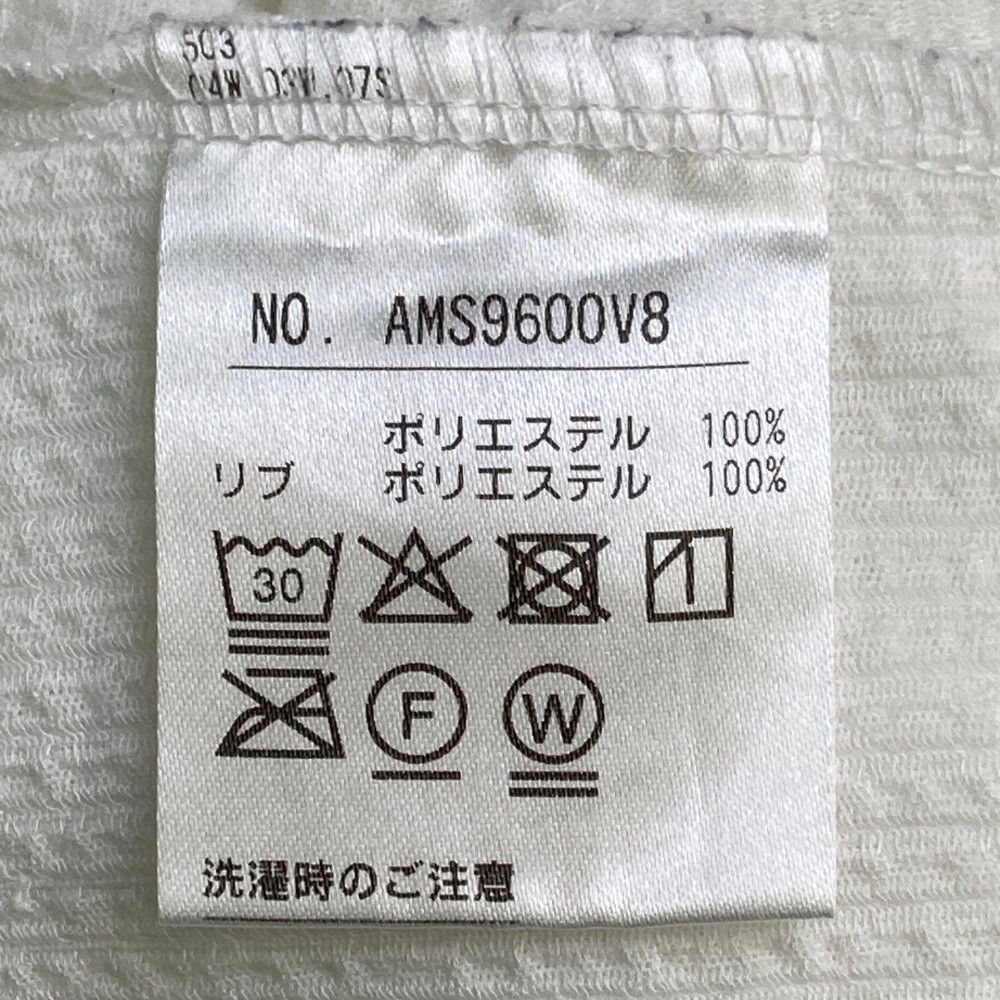 503
04W 03W.07S
NO. AMS9600V8
ポリエステル 100%
リブ ポリエステル 100%
30
F W
洗濯時のご注意